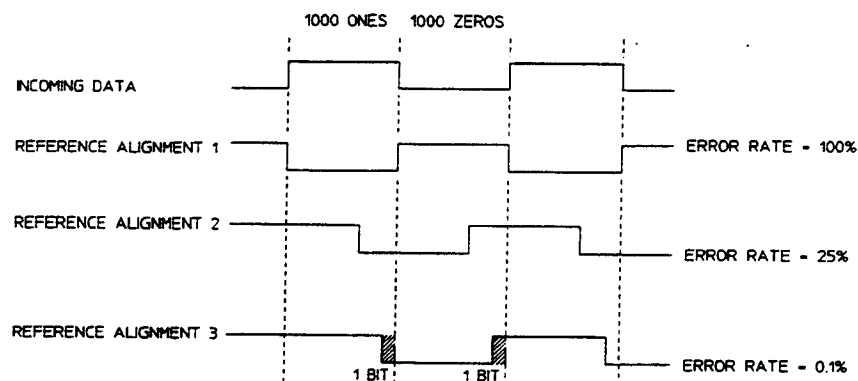 1000 ONES 1000 ZEROS
INCOMING DATA
REFERENCE ALIGNMENT 1 ERROR RATE - 100%
REFERENCE ALIGNMENT 2 ERROR RATE - 25%
REFERENCE ALIGNMENT 3 ERROR RATE - 0.1%
1 BIT 1 BIT